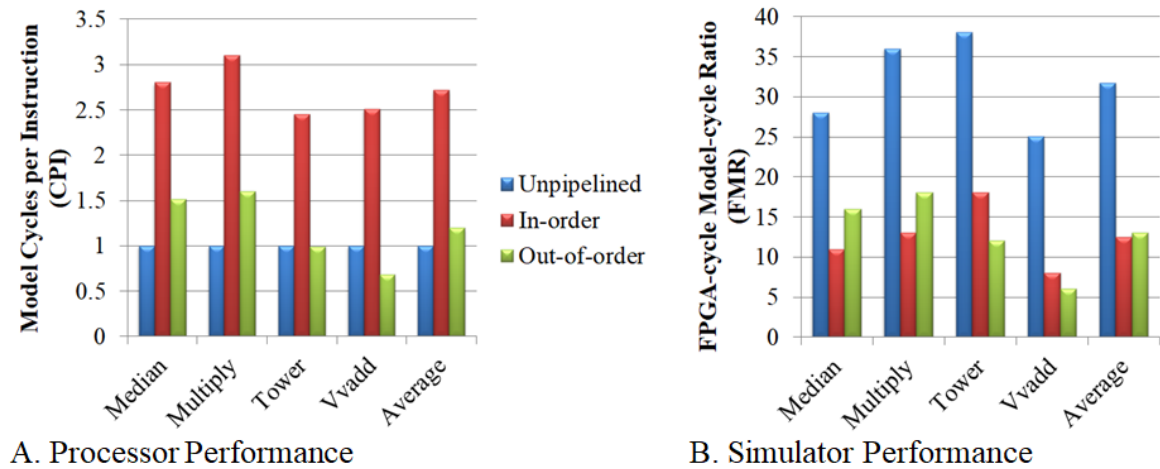 Model Cycles per Instruction
(CPI)
3.5
3
2.5
2
1.5
1
0.5
0
Median
Multiply
Tower
Vvadd
Average
Unpipelined
In-order
Out-of-order
A. Processor Performance
FPGA-cycle Model-cycle Ratio
(FMR)
40
35
30
25
20
15
10
5
0
Median
Multiply
Tower
Vvadd
Average
B. Simulator Performance